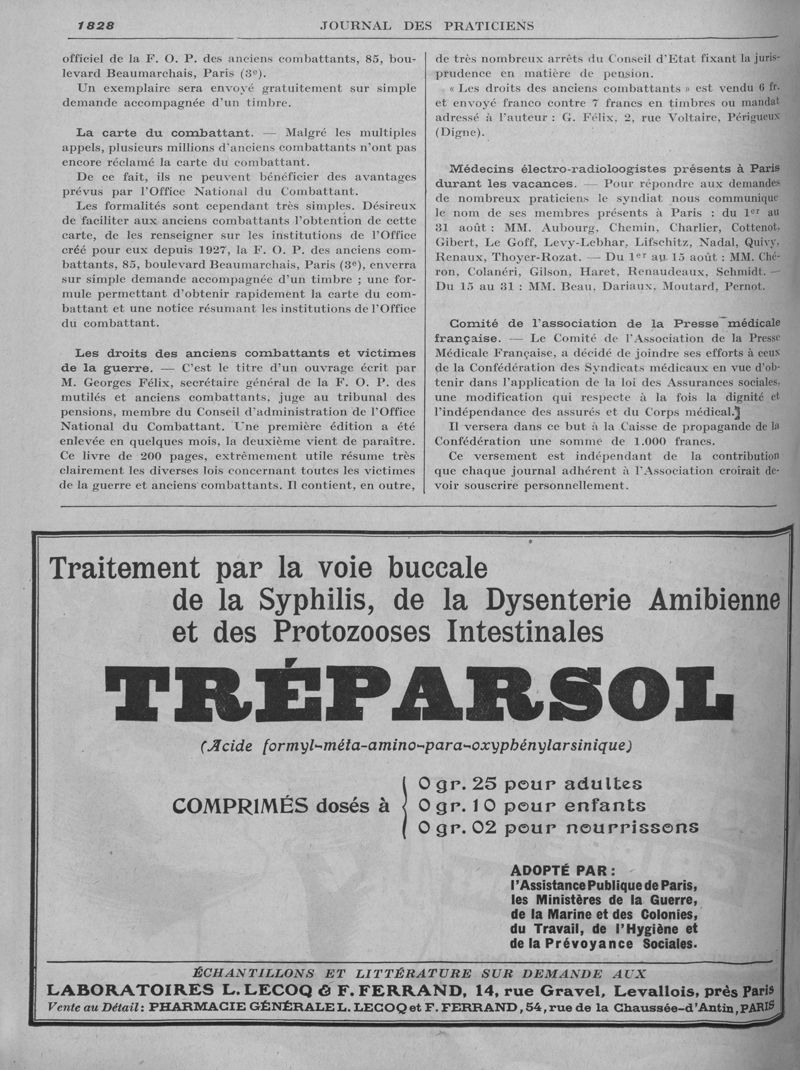 1828
JOURNAL DES PRATICIENS
officiel de la F. O. P. des anciens combattants, 85, bou-
levard Beaumarchais, Paris (3e).
Un exemplaire sera envoyé gratuitement sur simple
demande accompagnée d'un timbre.
La carte du combattant. — Malgré les multiples
appels, plusieurs millions d'anciens combattants n'ont pas
encore réclamé la carte du combattant.
De ce fait, ils ne peuvent bénéficier des avantages
prévus par l'Office National du Combattant.
Les formalités sont cependant très simples. Désireux
de faciliter aux anciens combattants l'obtention de cette
carte, de les renseigner sur les institutions de l'Office
créé pour eux depuis 1927, la F. O. P. des anciens com-
battants, 85, boulevard Beaumarchais, Paris (3e), enverra
sur simple demande accompagnée d'un timbre ; une for-
mule permettant d'obtenir rapidement la carte du com-
battant et une notice résumant les institutions de l'Office
du combattant.
Les droits des anciens combattants et victimes
de la guerre. — C'est le titre d'un ouvrage écrit par
M. Georges Félix, secrétaire général de la F. O. P. des
mutilés et anciens combattants, juge au tribunal des
pensions, membre du Conseil d'administration de l'Office
National du Combattant. Une première édition a été
enlevée en quelques mois, la deuxième vient de paraître.
Ce livre de 200 pages, extrêmement utile résume très
clairement les diverses lois concernant toutes les victimes
de la guerre et anciens combattants. Il contient, en outre,
de très nombreux arrêts du Conseil d'Etat fixant la juris-
prudence en matière de pension.
« Les droits des anciens combattants » est vendu 6 fr.
et envoyé franco contre 7 francs en timbres ou mandat
adressé à l'auteur : G. Félix, 2, rue Voltaire, Périgueux
(Digne).
Médecins électro-radioloogistes présents à Paris
durant les vacances. — Pour répondre aux demandes
de nombreux praticiens le syndiat nous communique
le nom de ses membres présents à Paris : du 1er au
31 août : MM. Aubourg, Chemin, Charlier, Cottenot,
Gibert, Le Goff, Levy-Lebhar, Lifschitz, Nadal, Quivy,
Renaux, Thoyer-Rozat. — Du 1er au 15 août : MM. Ché-
ron, Colanéri, Gilson, Haret, Renaudeaux, Schmidt. —
Du 15 au 31 : MM. Beau, Dariaux, Moutard, Pernot.
Comité de l'association de la Presse médicale
française. — Le Comité de l'Association de la Presse
Médicale Française, a décidé de joindre ses efforts à ceux
de la Confédération des Syndicats médicaux en vue d'ob-
tenir dans l'application de la loi des Assurances sociales,
une modification qui respecte à la fois la dignité et
l'indépendance des assurés et du Corps médical.]
Il versera dans ce but à la Caisse de propagande de la
Confédération une somme de 1.000 francs.
Ce versement est indépendant de la contribution
que chaque journal adhérent à l'Association croirait de-
voir souscrire personnellement.
Traitement par la voie buccale
de la Syphilis, de la Dysenterie Amibienne
et des Protozooses Intestinales
TRÉPARSOL
(Acide formyl-méta-amino-para-oxyphénylarsinique)
COMPRIMÉS dosés à
0 gr. 25 pour adultes
0 gr. 10 pour enfants
0 gr. 02 pour nourrissons
ADOPTÉ PAR :
l'Assistance Publique de Paris,
les Ministères de la Guerre,
de la Marine et des Colonies,
du Travail, de l'Hygiène et
de la Prévoyance Sociales.
ÉCHANTILLONS ET LITTÉRATURE SUR DEMANDE AUX
LABORATOIRES L. LECOQ & F. FERRAND, 14, rue Gravel, Levallois, près Paris
Vente au Détail : PHARMACIE GÉNÉRALE L. LECOQ et F. FERRAND, 54, rue de la Chaussée-d'Antin, PARIS